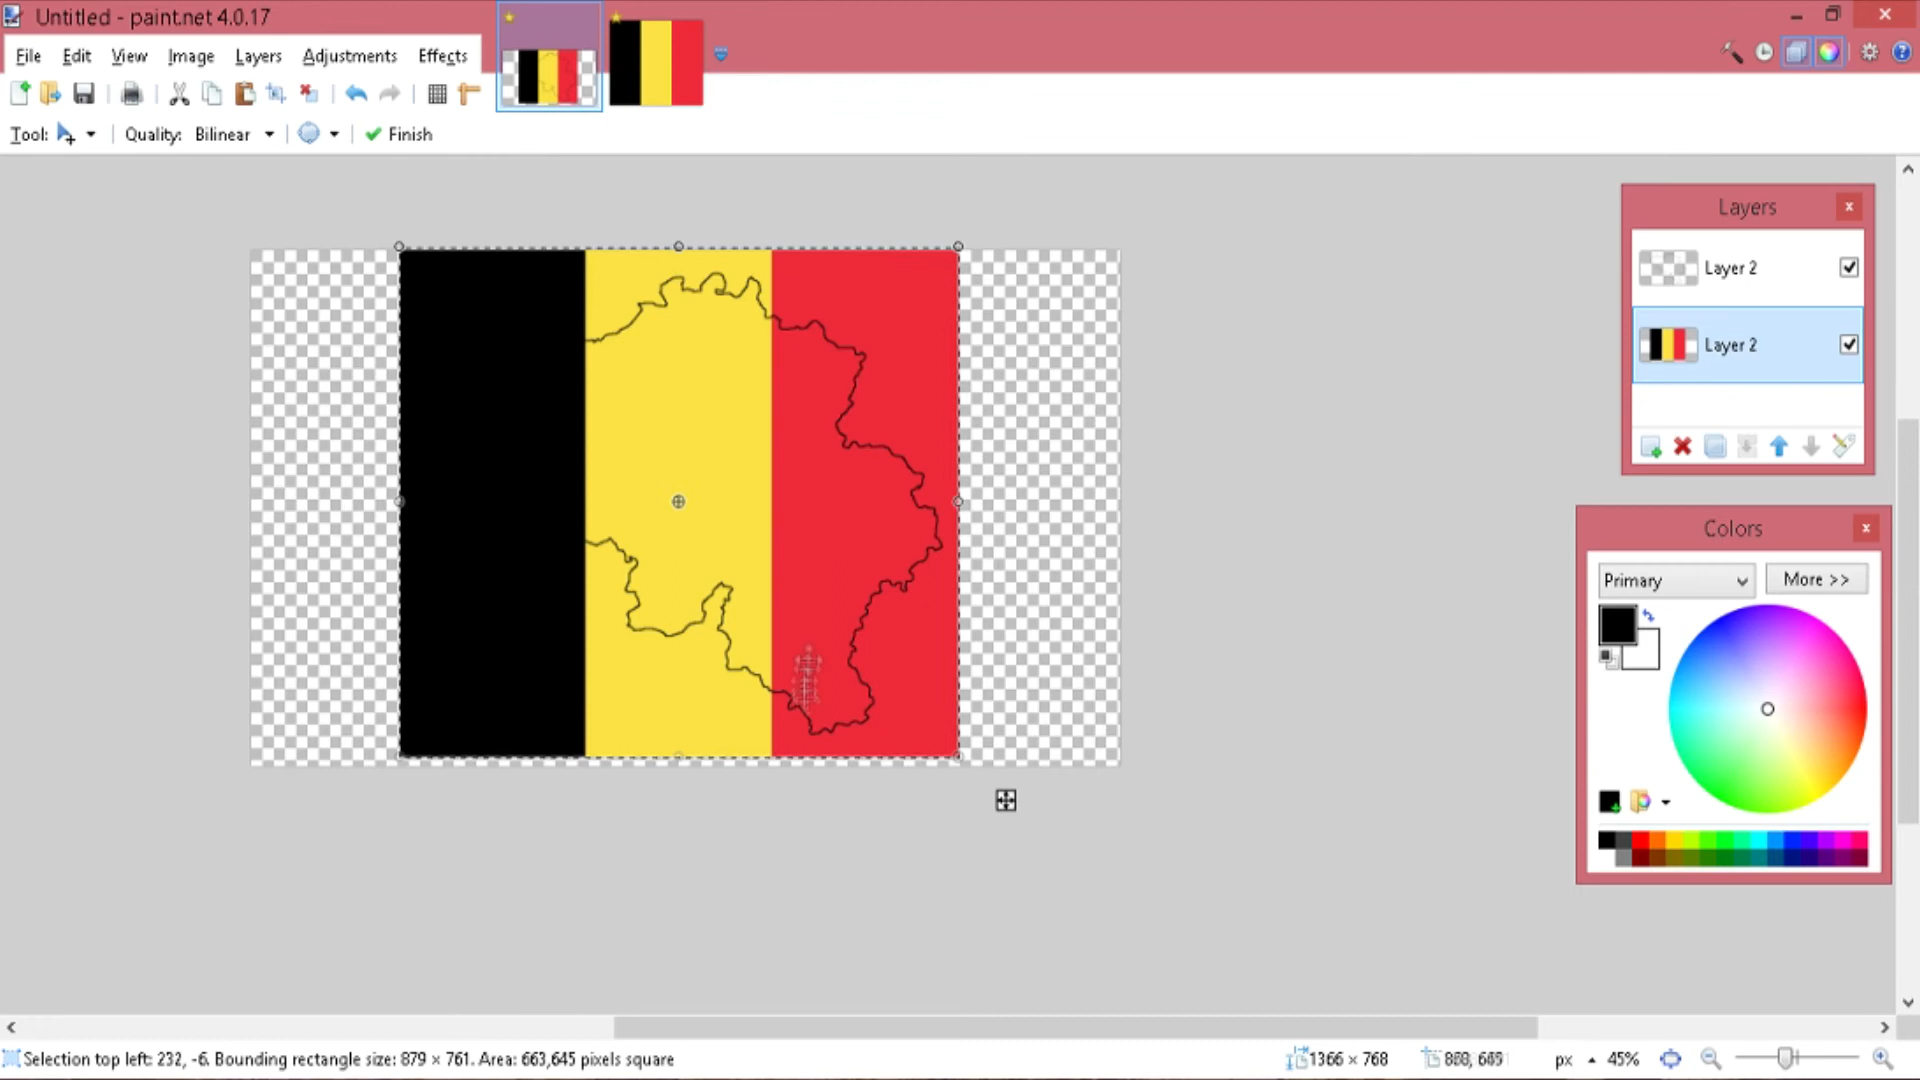 Untitled - paint.net 4.0.17
File Edit View Image Layers Adjustments Effects
Tool: Quality: Bilinear Finish
Layers
Layer 2
Layer 2
Colors
Primary More >>
Selection top left: 232, -6. Bounding rectangle size: 879 × 761. Area: 663,645 pixels square
1366 × 768
px 45%